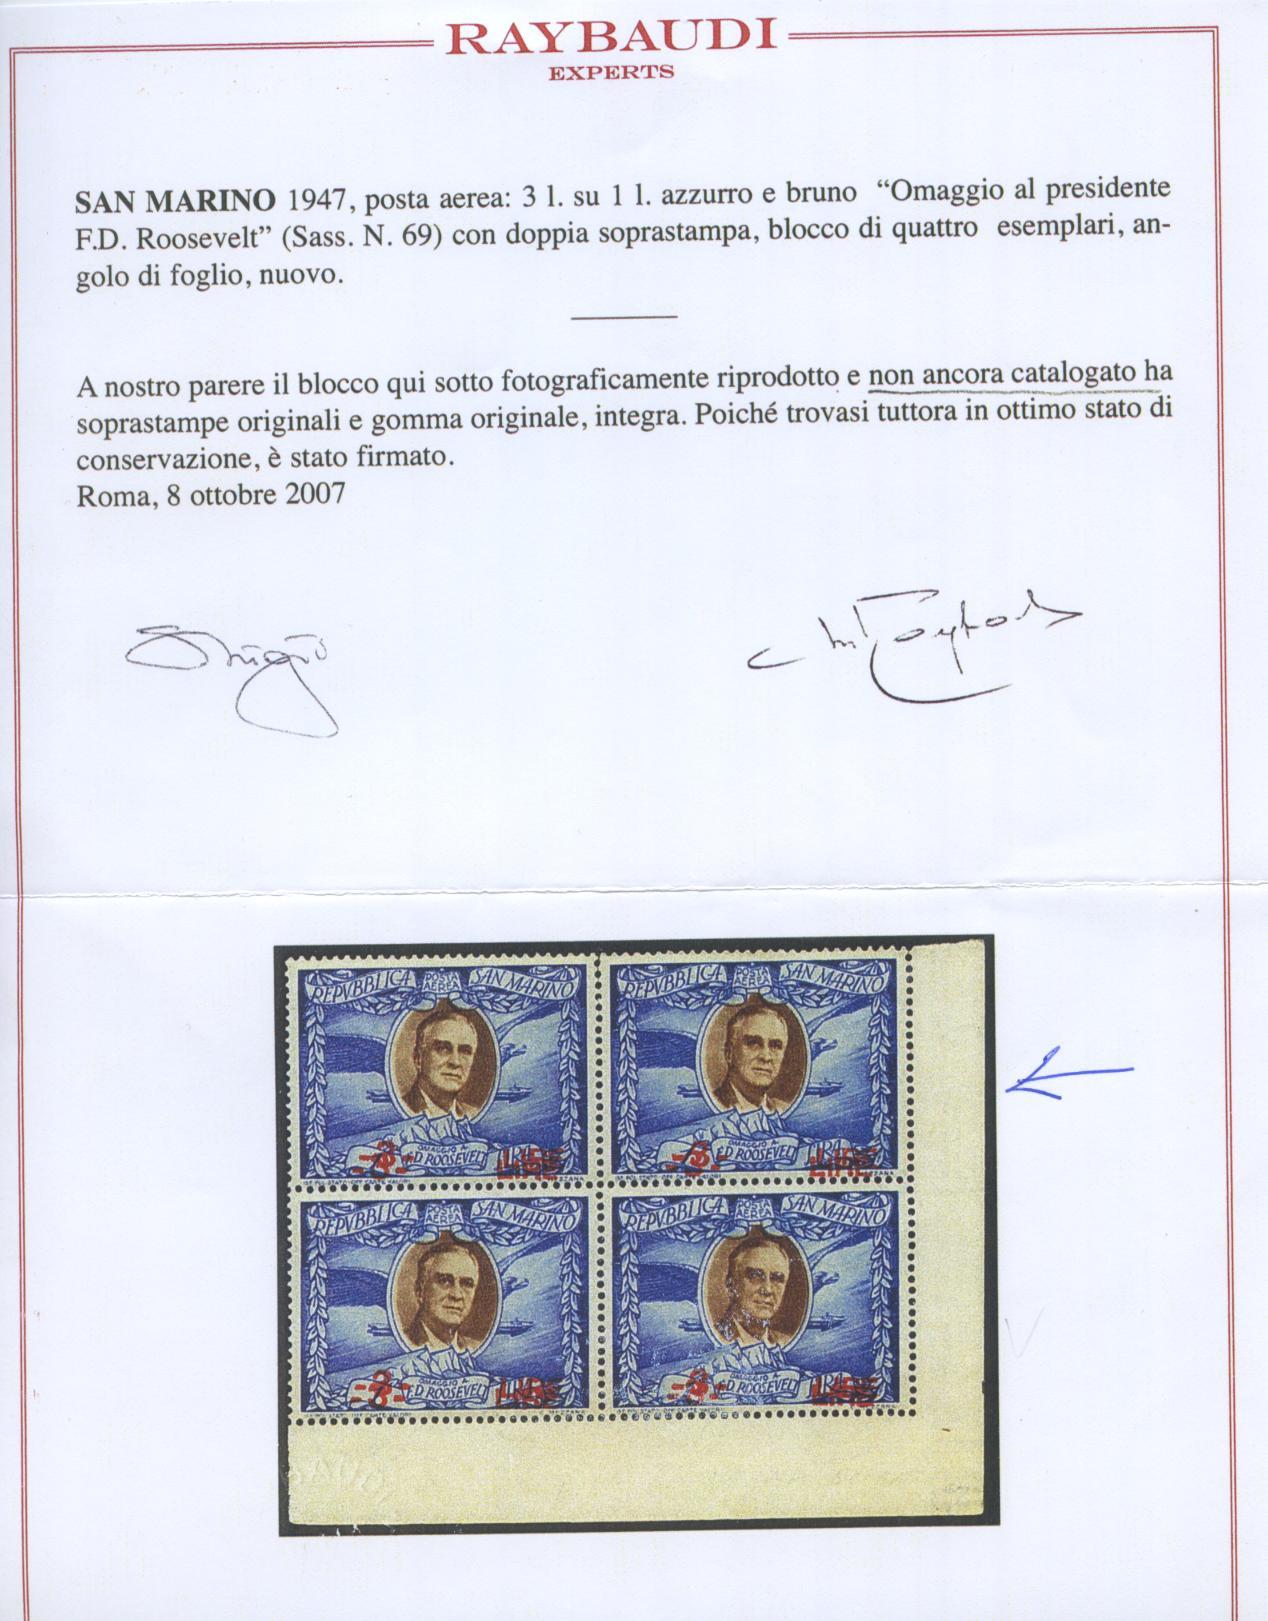 RAYBAUDI
EXPERTS
SAN MARINO 1947, posta aerea: 3 l. su 1 l. azzurro e bruno “Omaggio al presidente
F.D. Roosevelt” (Sass. N. 69) con doppia soprastampa, blocco di quattro esemplari, an-
golo di foglio, nuovo.
A nostro parere il blocco qui sotto fotograficamente riprodotto e non ancora catalogato ha
soprastampe originali e gomma originale, integra. Poiché trovasi tuttora in ottimo stato di
conservazione, è stato firmato.
Roma, 8 ottobre 2007
REPVBBLICA POSTA AEREA SAN MARINO
OMAGGIO A
F.D. ROOSEVELT
REPVBBLICA POSTA AEREA SAN MARINO
OMAGGIO A
F.D. ROOSEVELT
REPVBBLICA POSTA AEREA SAN MARINO
OMAGGIO A
F.D. ROOSEVELT
REPVBBLICA POSTA AEREA SAN MARINO
OMAGGIO A
F.D. ROOSEVELT